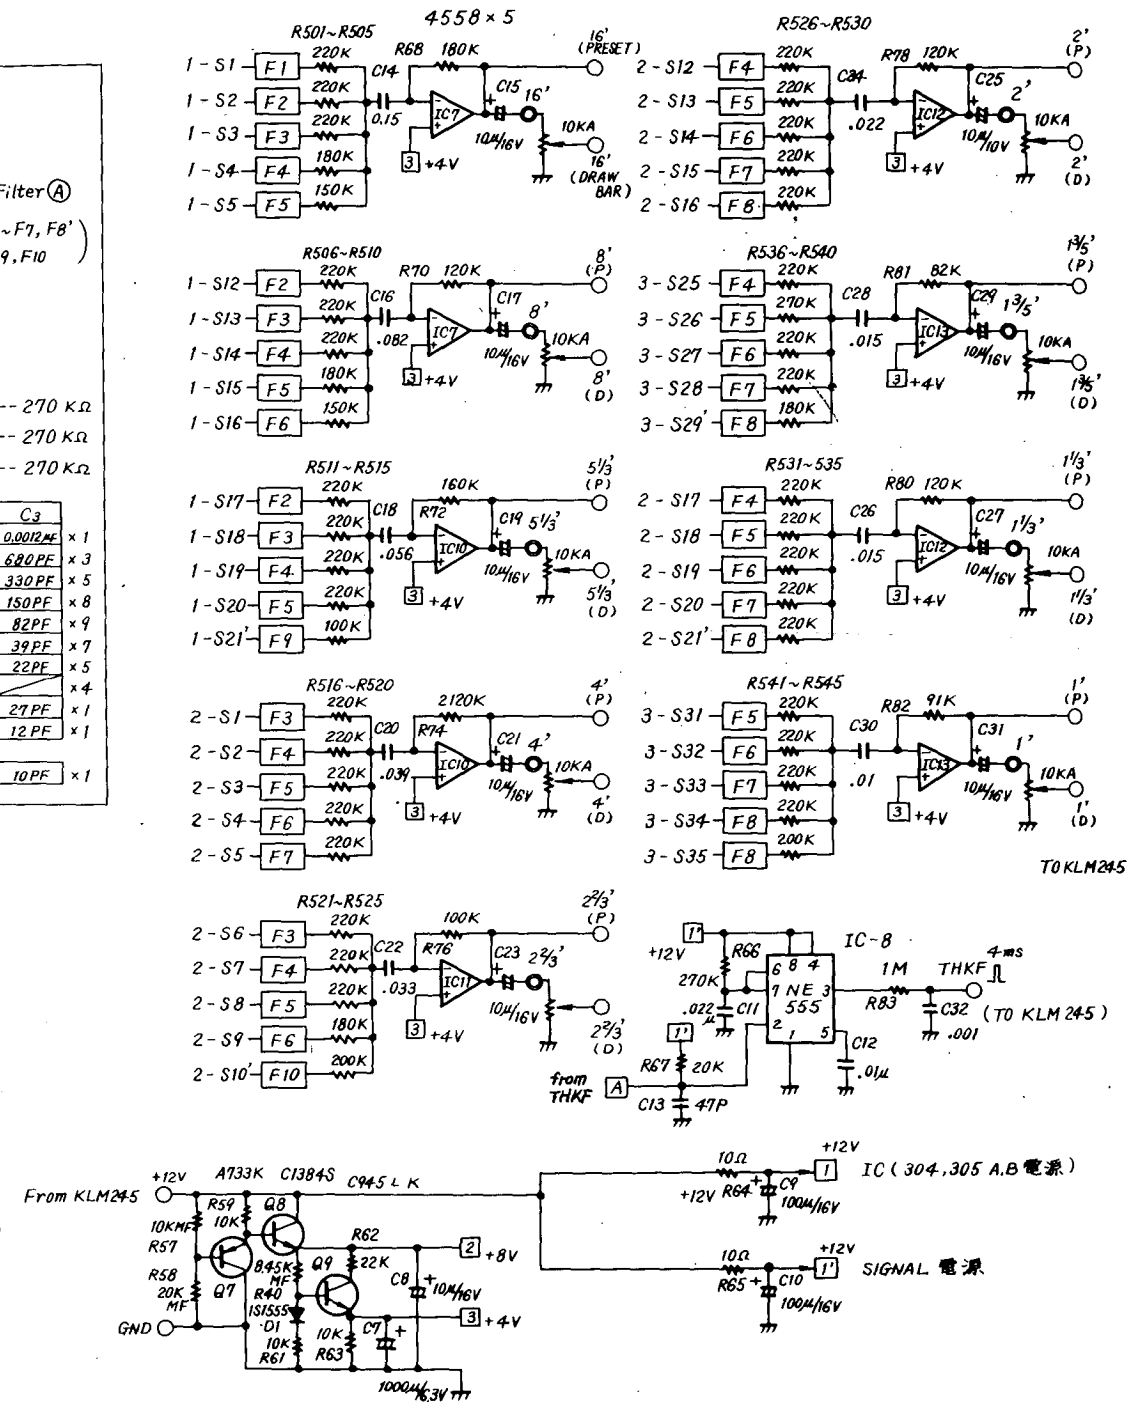 4558×5
R501~R505
220K
1-S1
F1
220K
1-S2
F2
220K
1-S3
F3
180K
1-S4
F4
150K
1-S5
F5
C14
0.15
R68
180K
IC7
3
+4V
C15
10μ/16V
16'
10KA
16'
(PRESET)
16'
(DRAW
BAR)
R526~R530
220K
2-S12
F4
220K
2-S13
F5
220K
2-S14
F6
220K
2-S15
F7
220K
2-S16
F8
C24
.022
R78
120K
IC12
3
+4V
C25
10μ/10V
2'
10KA
2'
(P)
2'
(D)
Filter Ⓐ
~F7, F8'
9, F10
-- 270 KΩ
-- 270 KΩ
-- 270 KΩ
C3
0.0012μF ×1
680PF ×3
330PF ×5
150PF ×8
82PF ×9
39PF ×7
22PF ×5
×4
27PF ×1
12PF ×1
10PF ×1
R506~R510
220K
1-S12
F2
220K
1-S13
F3
220K
1-S14
F4
180K
1-S15
F5
150K
1-S16
F6
C16
.082
R70
120K
IC7
3
+4V
C17
10μ/16V
8'
10KA
8'
(P)
8'
(D)
R536~R540
220K
3-S25
F4
270K
3-S26
F5
220K
3-S27
F6
220K
3-S28
F7
180K
3-S29'
F8
C28
.015
R81
82K
IC13
3
+4V
C29
10μ/16V
1 3/5'
10KA
1 3/5'
(P)
1 3/5'
(D)
R511~R515
220K
1-S17
F2
220K
1-S18
F3
220K
1-S19
F4
220K
1-S20
F5
100K
1-S21'
F9
C18
.056
R72
160K
IC10
3
+4V
C19
10μ/16V
5 1/3'
10KA
5 1/3'
(P)
5 1/3'
(D)
R531~535
220K
2-S17
F4
220K
2-S18
F5
220K
2-S19
F6
220K
2-S20
F7
220K
2-S21'
F8
C26
.015
R80
120K
IC12
3
+4V
C27
10μ/16V
1 1/3'
10KA
1 1/3'
(P)
1 1/3'
(D)
R516~R520
220K
2-S1
F3
220K
2-S2
F4
220K
2-S3
F5
220K
2-S4
F6
220K
2-S5
F7
C20
.039
R74
2120K
IC10
3
+4V
C21
10μ/16V
4'
10KA
4'
(P)
4'
(D)
R541~R545
220K
3-S31
F5
220K
3-S32
F6
220K
3-S33
F7
220K
3-S34
F8
200K
3-S35
F8
C30
.01
R82
91K
IC13
3
+4V
C31
10μ/16V
1'
10KA
1'
(P)
1'
(D)
TO KLM245
R521~R525
220K
2-S6
F3
220K
2-S7
F4
220K
2-S8
F5
180K
2-S9
F6
200K
2-S10'
F10
C22
.033
R76
100K
IC11
3
+4V
C23
10μ/16V
2 2/3'
10KA
2 2/3'
(P)
2 2/3'
(D)
1'
+12V
R66
270K
.022
μ
C11
IC-8
6 8 4
7 NE 3
555
2 1 5
1M
R83
THKF
4ms
C32
.001
(TO KLM245)
C12
.01μ
1'
R67
20K
from
THKF
A
C13
47P
From KLM245
+12V
A733K
C1384S
C945LK
R59
10K
Q8
10KMF
R57
R58
20K
MF
Q7
8.45K
MF
R40
1S1555
D1
10K
R61
Q9
R62
22K
10K
R63
C8
10μ/16V
C7
1000μ/
6.3V
2
+8V
3
+4V
GND
10Ω
+12V
R64
C9
100μ/16V
+12V
1
IC (304,305 A,B 電源)
10Ω
R65
C10
100μ/16V
+12V
1'
SIGNAL 電源